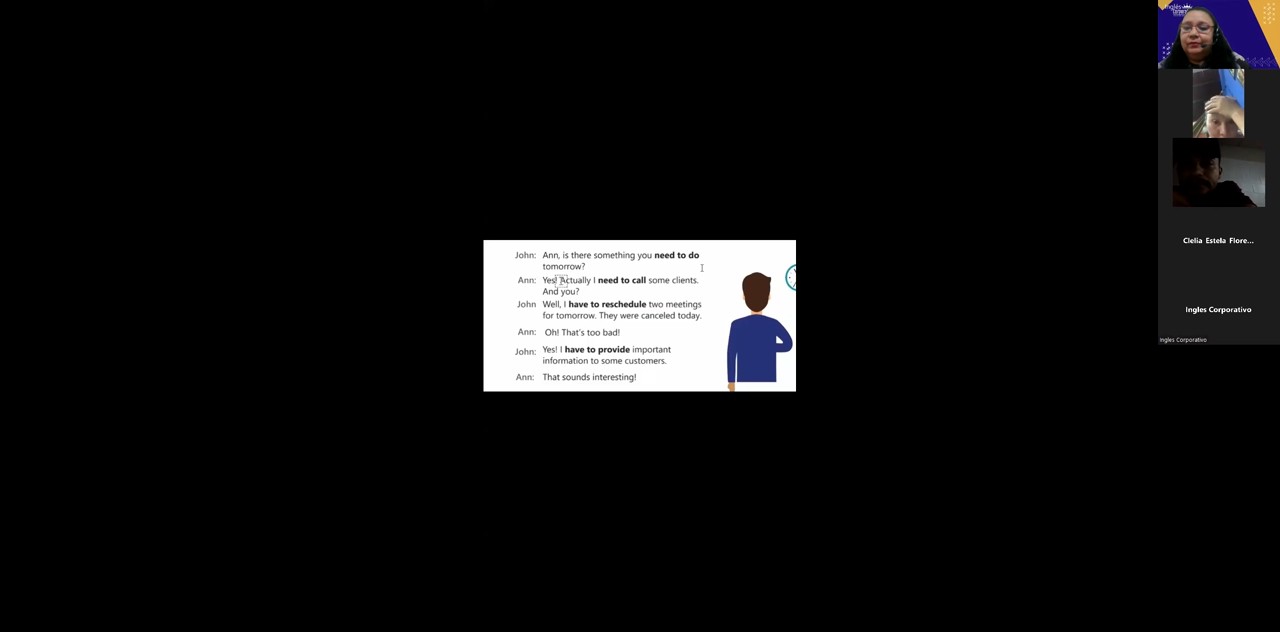 John: Ann, is there something you need to do
tomorrow?
Ann: Yes! Actually I need to call some clients.
And you?
John Well, I have to reschedule two meetings
for tomorrow. They were canceled today.
Ann: Oh! That's too bad!
John: Yes! I have to provide important
information to some customers.
Ann: That sounds interesting!
Inglés
Clelia Estela Flore...
Ingles Corporativo
Ingles Corporativo